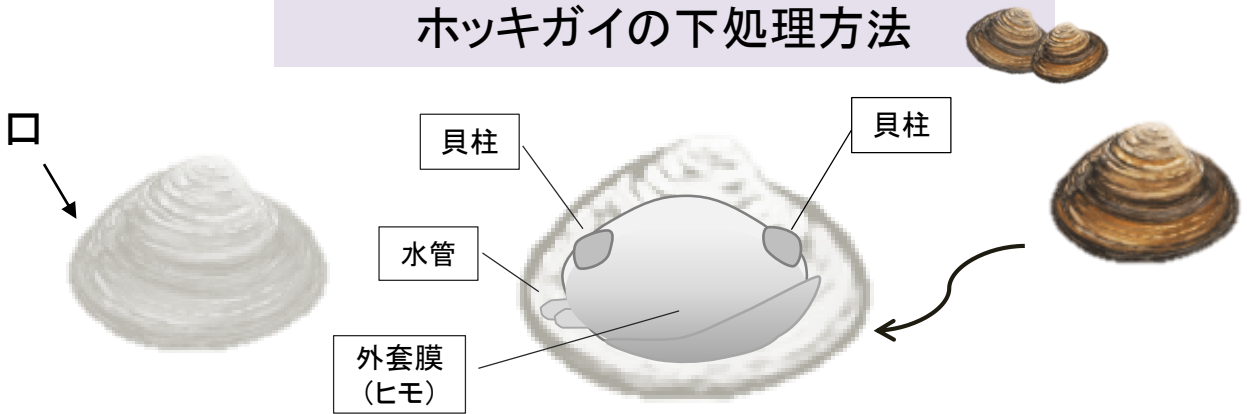 ホッキガイの下処理方法
口
貝柱
貝柱
水管
外套膜
（ヒモ）